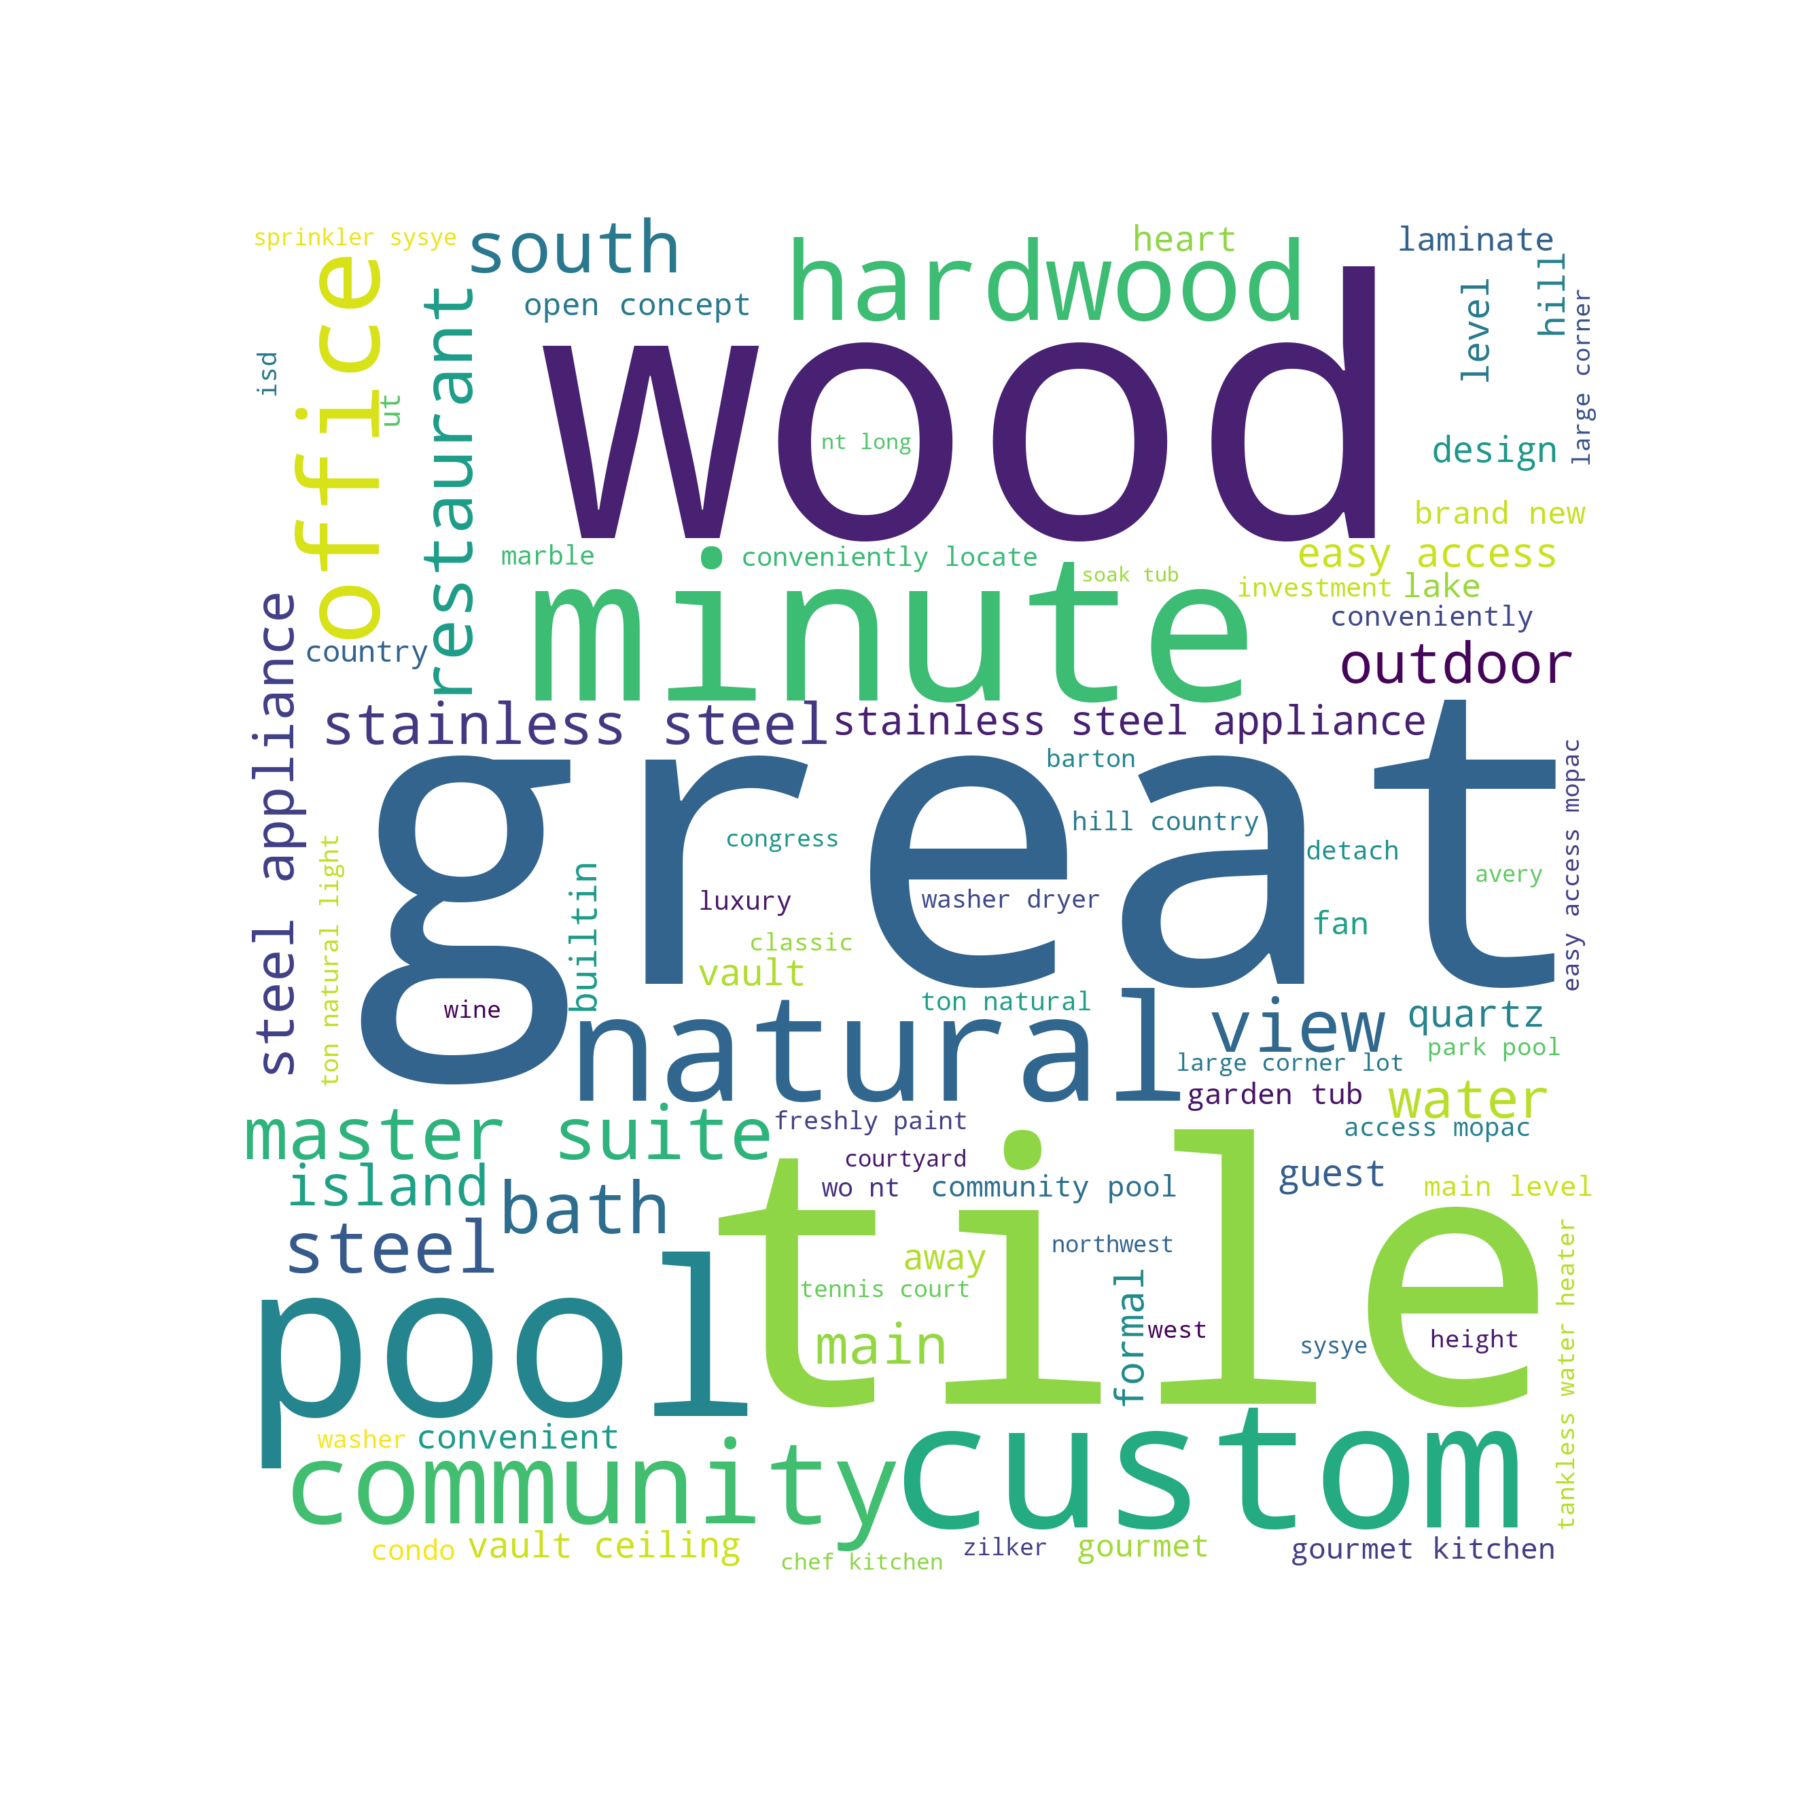 sprinkler sysye
south
heart
laminate
office
hardwood
hill
open concept
restaurant
wood
level
large corner
isd
ut
nt long
design
brand new
marble
minute
conveniently locate
easy access
soak tub
investment
lake
conveniently
steel appliance
country
outdoor
stainless steel
stainless steel appliance
great
barton
easy access mopac
hill country
congress
detach
ton natural light
builtin
luxury
washer dryer
avery
fan
classic
vault
wine
ton natural
natural
view
quartz
park pool
large corner lot
garden tub
water
master suite
freshly paint
access mopac
tile
courtyard
guest
island
bath
wo nt
community pool
main level
steel
northwest
away
tankless water heater
pool
tennis court
formal
main
west
sysye
height
washer
convenient
community
custom
condo
vault ceiling
chef kitchen
zilker
gourmet
gourmet kitchen